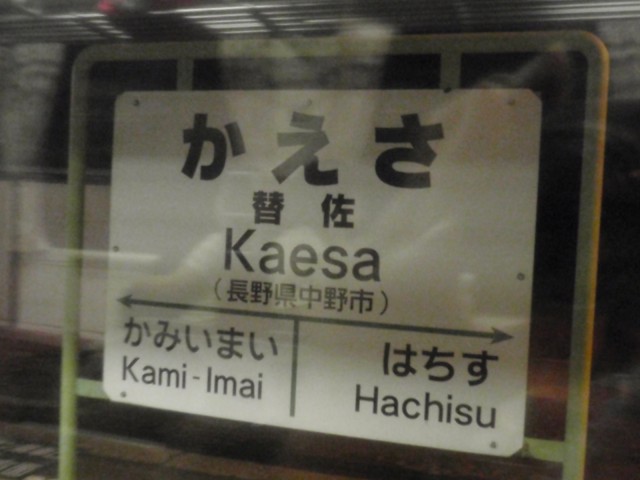 かえさ
替佐
Kaesa
(長野県中野市)
かみいまい
Kami-Imai
はちす
Hachisu